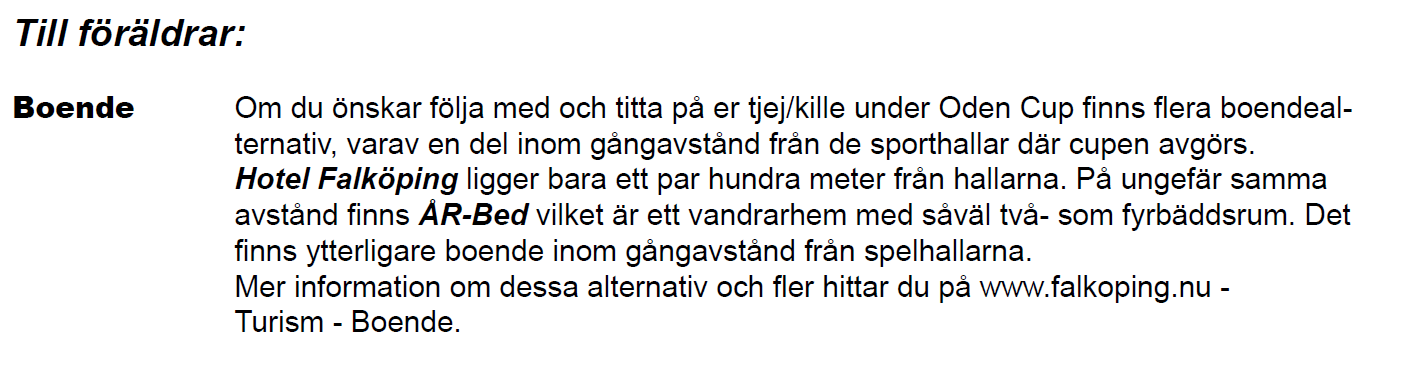 Till föräldrar:
Boende
Om du önskar följa med och titta på er tjej/kille under Oden Cup finns flera boendeal-
ternativ, varav en del inom gångavstånd från de sporthallar där cupen avgörs.
Hotel Falköping ligger bara ett par hundra meter från hallarna. På ungefär samma
avstånd finns ÅR-Bed vilket är ett vandrarhem med såväl två- som fyrbäddsrum. Det
finns ytterligare boende inom gångavstånd från spelhallarna.
Mer information om dessa alternativ och fler hittar du på www.falkoping.nu -
Turism - Boende.